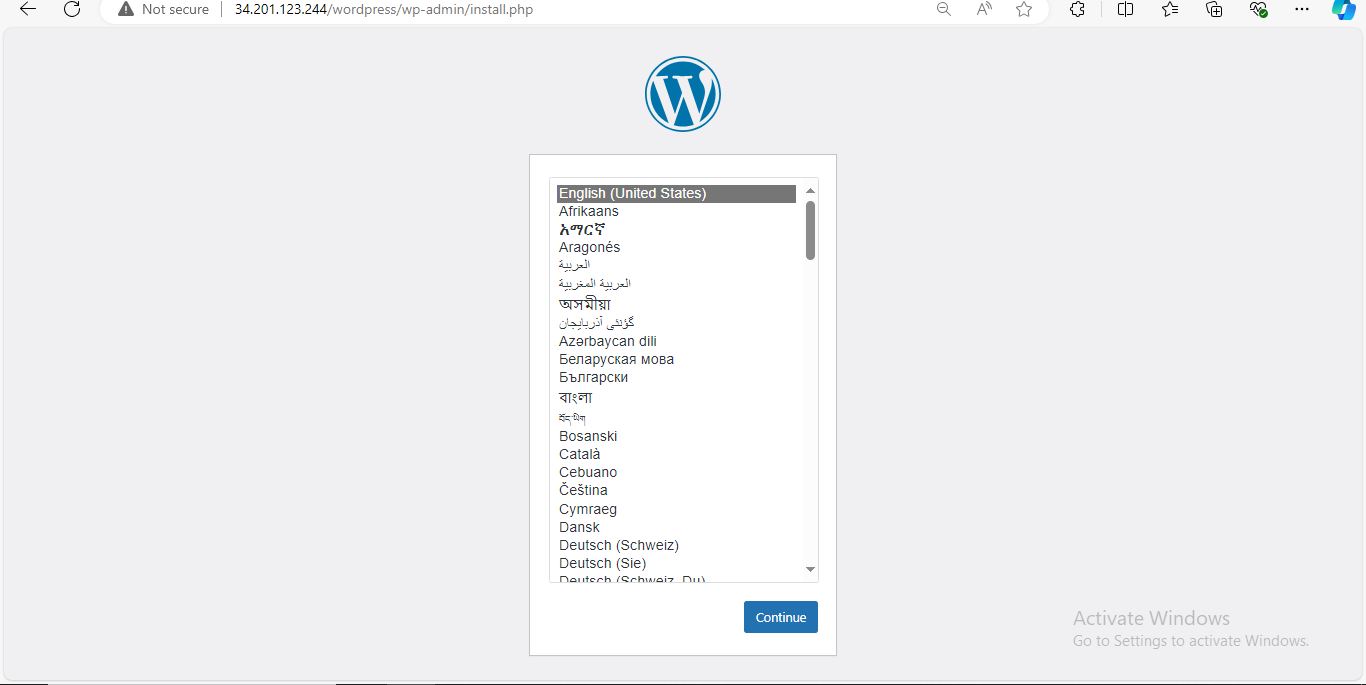 Not secure
34.201.123.244/wordpress/wp-admin/install.php
English (United States)
Afrikaans
አማርኛ
Aragonés
العربية
العربية المغربية
অসমীয়া
گؤنئی آذربایجان
Azərbaycan dili
Беларуская мова
Български
বাংলা
བོད་ཡིག
Bosanski
Català
Cebuano
Čeština
Cymraeg
Dansk
Deutsch (Schweiz)
Deutsch (Sie)
Deutsch (Schweiz, Du)
Continue
Activate Windows
Go to Settings to activate Windows.